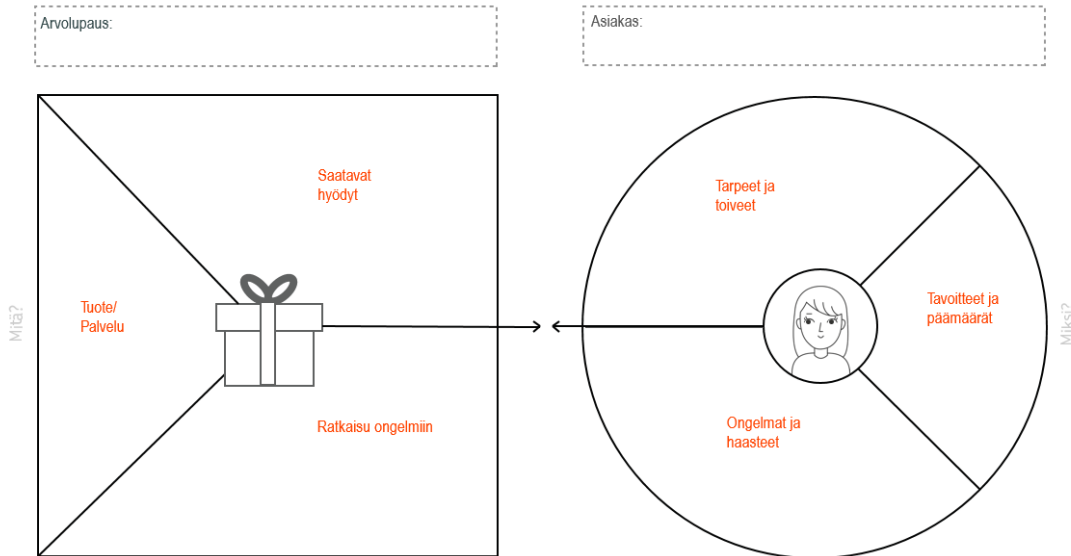 Arvolupaus:
Asiakas:
Mitä?
Saatavat
hyödyt
Tuote/
Palvelu
Ratkaisu ongelmiin
Tarpeet ja
toiveet
Tavoitteet ja
päämäärät
Ongelmat ja
haasteet
Miksi?